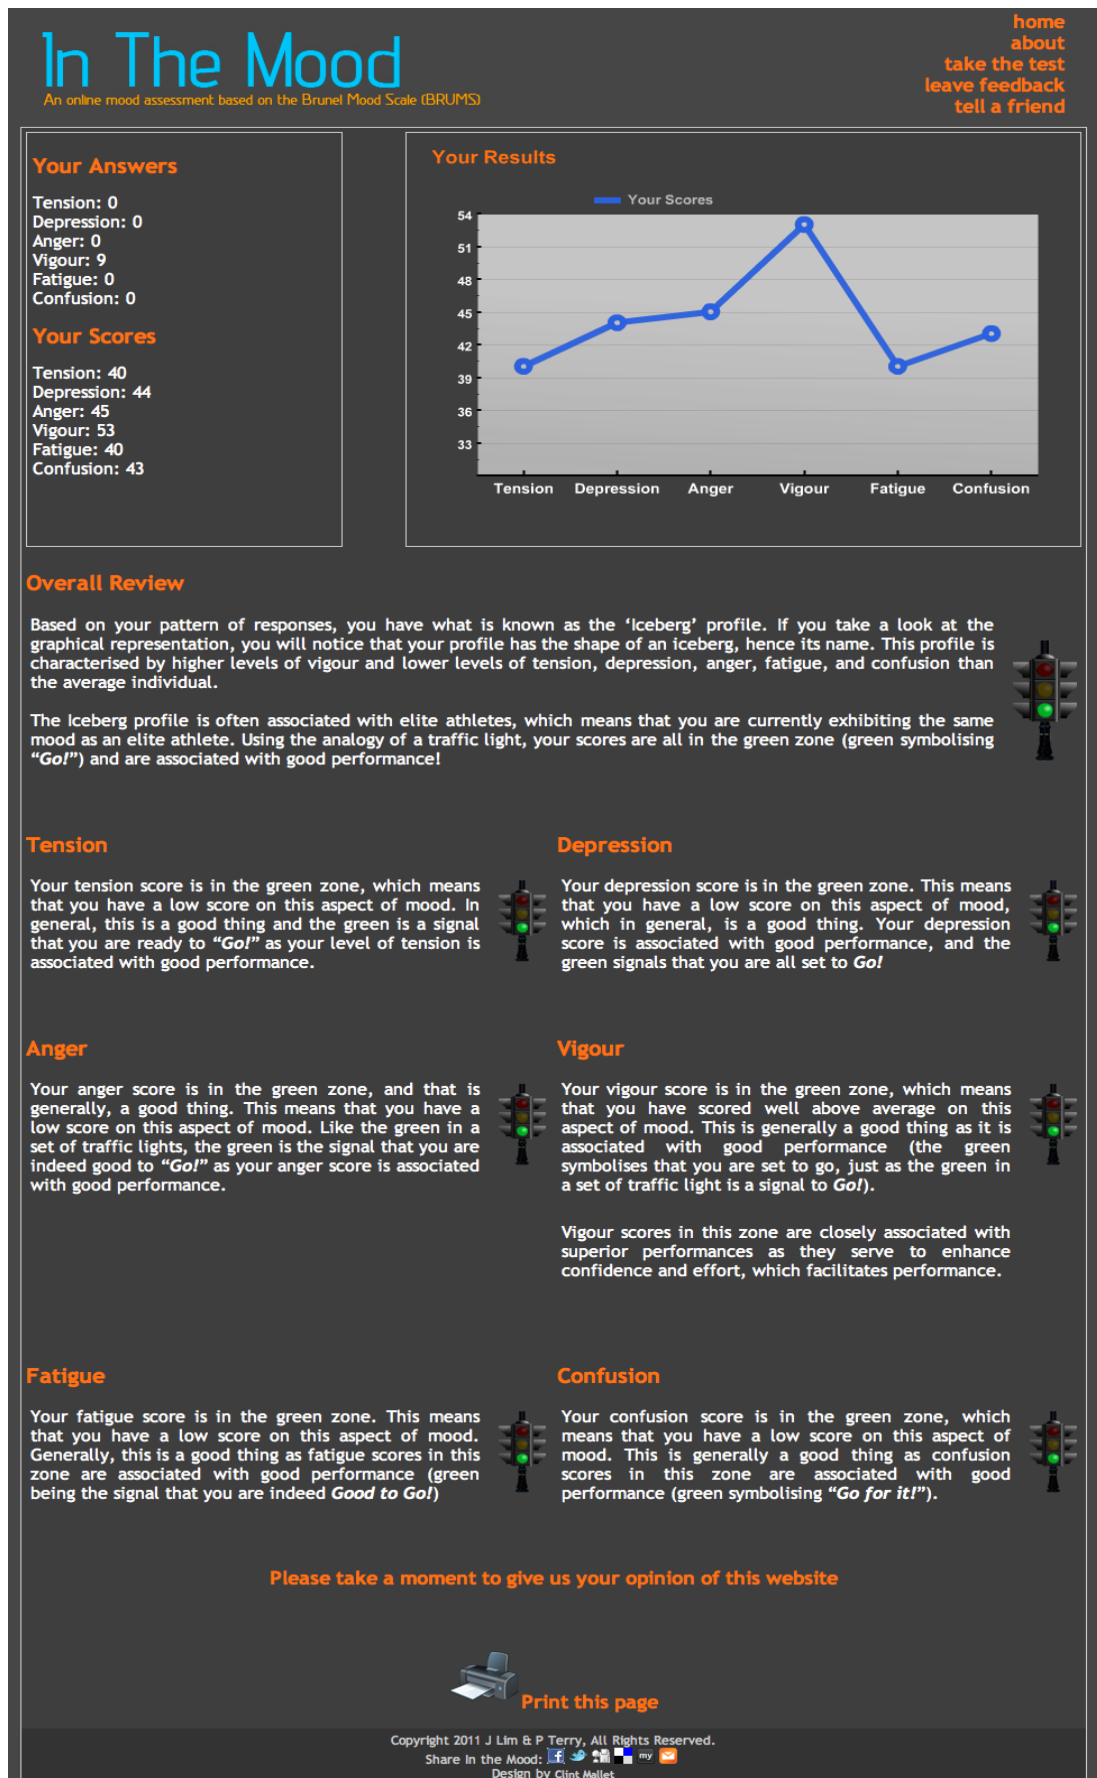 In The Mood
An online mood assessment based on the Brunel Mood Scale (BRUMS)
home
about
take the test
leave feedback
tell a friend
Your Answers
Tension: 0
Depression: 0
Anger: 0
Vigour: 9
Fatigue: 0
Confusion: 0
Your Scores
Tension: 40
Depression: 44
Anger: 45
Vigour: 53
Fatigue: 40
Confusion: 43
Your Results
Your Scores
54
51
48
45
42
39
36
33
Tension Depression Anger Vigour Fatigue Confusion
Overall Review
Based on your pattern of responses, you have what is known as the ‘Iceberg’ profile. If you take a look at the
graphical representation, you will notice that your profile has the shape of an iceberg, hence its name. This profile is
characterised by higher levels of vigour and lower levels of tension, depression, anger, fatigue, and confusion than
the average individual.
The Iceberg profile is often associated with elite athletes, which means that you are currently exhibiting the same
mood as an elite athlete. Using the analogy of a traffic light, your scores are all in the green zone (green symbolising
“Go!”) and are associated with good performance!
Tension
Your tension score is in the green zone, which means
that you have a low score on this aspect of mood. In
general, this is a good thing and the green is a signal
that you are ready to “Go!” as your level of tension is
associated with good performance.
Depression
Your depression score is in the green zone. This means
that you have a low score on this aspect of mood,
which in general, is a good thing. Your depression
score is associated with good performance, and the
green signals that you are all set to Go!
Anger
Your anger score is in the green zone, and that is
generally, a good thing. This means that you have a
low score on this aspect of mood. Like the green in a
set of traffic lights, the green is the signal that you are
indeed good to “Go!” as your anger score is associated
with good performance.
Vigour
Your vigour score is in the green zone, which means
that you have scored well above average on this
aspect of mood. This is generally a good thing as it is
associated with good performance (the green
symbolises that you are set to go, just as the green in
a set of traffic light is a signal to Go!).
Vigour scores in this zone are closely associated with
superior performances as they serve to enhance
confidence and effort, which facilitates performance.
Fatigue
Your fatigue score is in the green zone. This means
that you have a low score on this aspect of mood.
Generally, this is a good thing as fatigue scores in this
zone are associated with good performance (green
being the signal that you are indeed Good to Go!)
Confusion
Your confusion score is in the green zone, which
means that you have a low score on this aspect of
mood. This is generally a good thing as confusion
scores in this zone are associated with good
performance (green symbolising “Go for it!”).
Please take a moment to give us your opinion of this website
Print this page
Copyright 2011 J Lim & P Terry, All Rights Reserved.
Share In the Mood: f my
Design by Clint Mallet